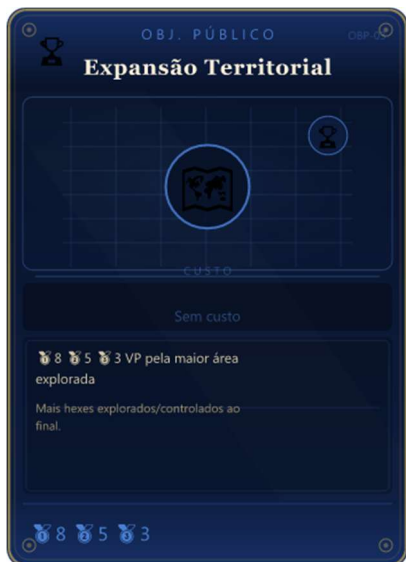 OBJ. PÚBLICO
OBP-05
Expansão Territorial
CUSTO
Sem custo
🥇 8 🥈 5 🥉 3 VP pela maior área
explorada
Mais hexes explorados/controlados ao
final.
🥇 8 🥈 5 🥉 3